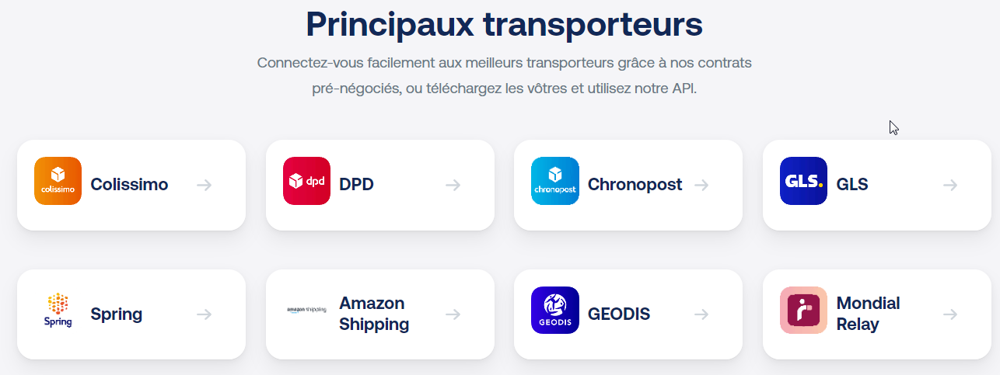 Principaux transporteurs
Connectez-vous facilement aux meilleurs transporteurs grâce à nos contrats
pré-négociés, ou téléchargez les vôtres et utilisez notre API.
colissimo
Colissimo
dpd
DPD
chronopost
Chronopost
GLS.
GLS
Spring
Spring
amazon shipping
Amazon
Shipping
GEODIS
GEODIS
Mondial
Relay